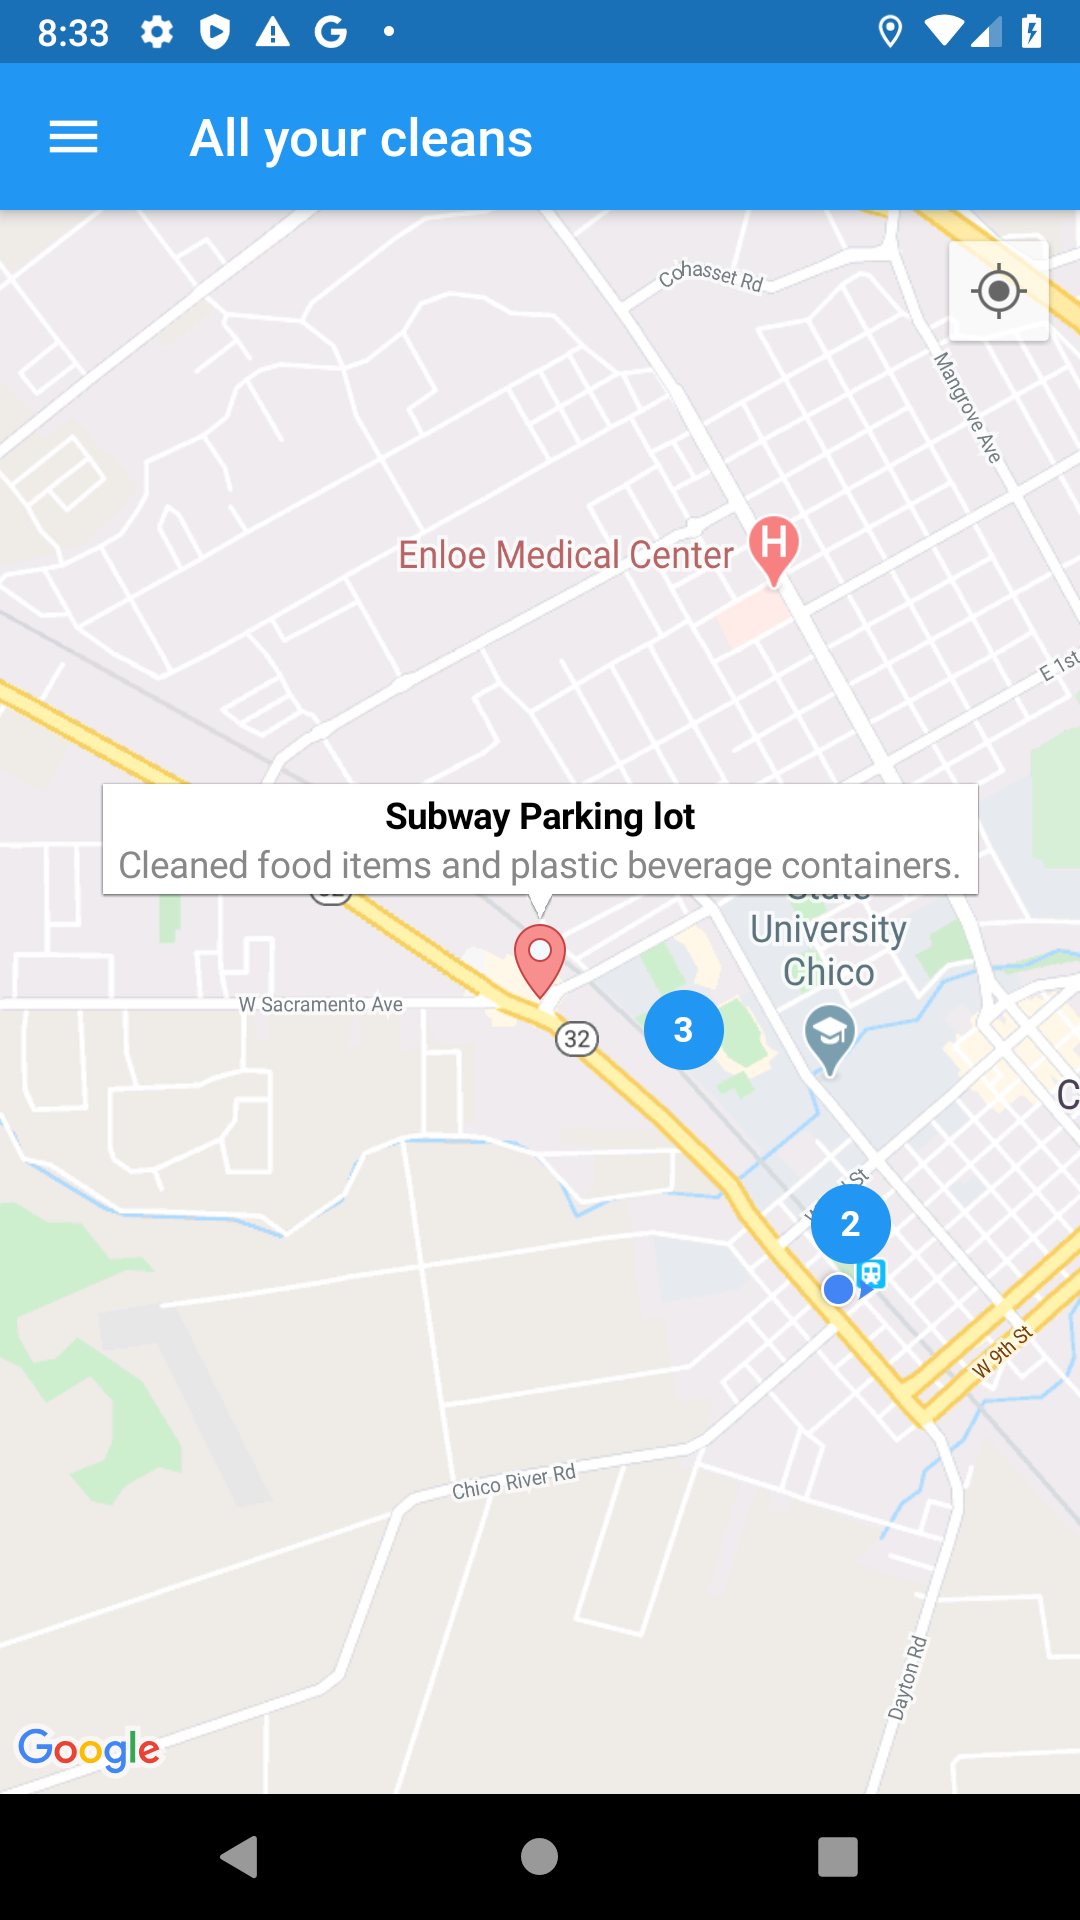 8:33
All your cleans
Cohasset Rd
Mangrove Ave
Enloe Medical Center
H
E 1st
Subway Parking lot
Cleaned food items and plastic beverage containers.
State
University
Chico
W Sacramento Ave
3
32
C
St
2
W 9th St
Chico River Rd
Dayton Rd
Google